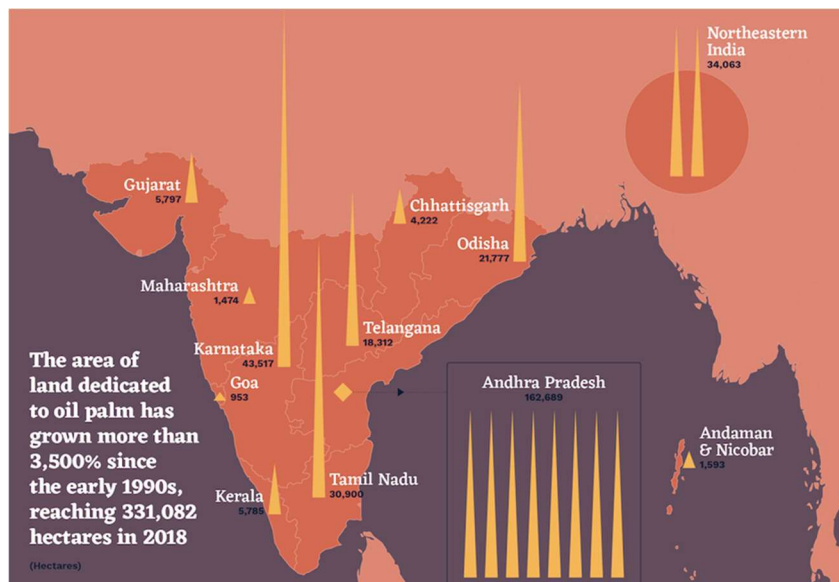 Northeastern
India
34,063
Gujarat
5,797
Chhattisgarh
4,222
Odisha
21,777
Maharashtra
1,474
Telangana
18,312
Karnataka
43,517
The area of
land dedicated
to oil palm has
grown more than
3,500% since
the early 1990s,
reaching 331,082
hectares in 2018
(Hectares)
Goa
953
Andhra Pradesh
162,689
Andaman
& Nicobar
1,593
Tamil Nadu
30,900
Kerala
5,785